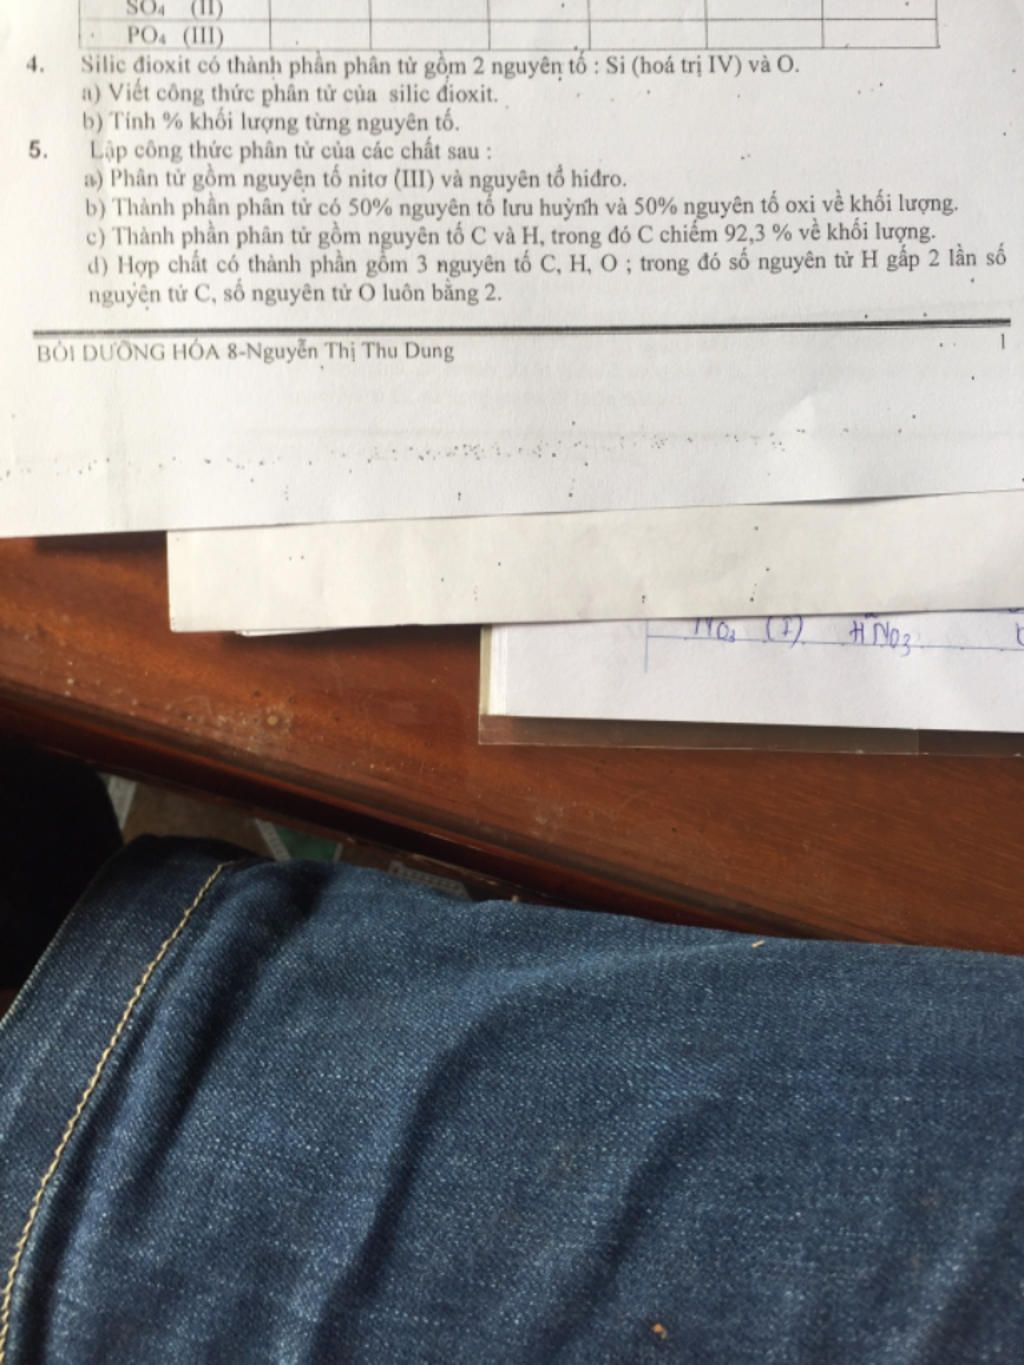 SO₄ (II)
PO₄ (III)
4. Silic đioxit có thành phần phân tử gồm 2 nguyên tố : Si (hoá trị IV) và O.
a) Viết công thức phân tử của silic đioxit.
b) Tính % khối lượng từng nguyên tố.
5. Lập công thức phân tử của các chất sau :
a) Phân tử gồm nguyên tố nitơ (III) và nguyên tố hiđro.
b) Thành phần phân tử có 50% nguyên tố lưu huỳnh và 50% nguyên tố oxi về khối lượng.
c) Thành phần phân tử gồm nguyên tố C và H, trong đó C chiếm 92,3 % về khối lượng.
d) Hợp chất có thành phần gồm 3 nguyên tố C, H, O ; trong đó số nguyên tử H gấp 2 lần số
nguyên tử C, số nguyên tử O luôn bằng 2.
BỒI DƯỠNG HÓA 8-Nguyễn Thị Thu Dung 1
NO₃ (I) HNO₃